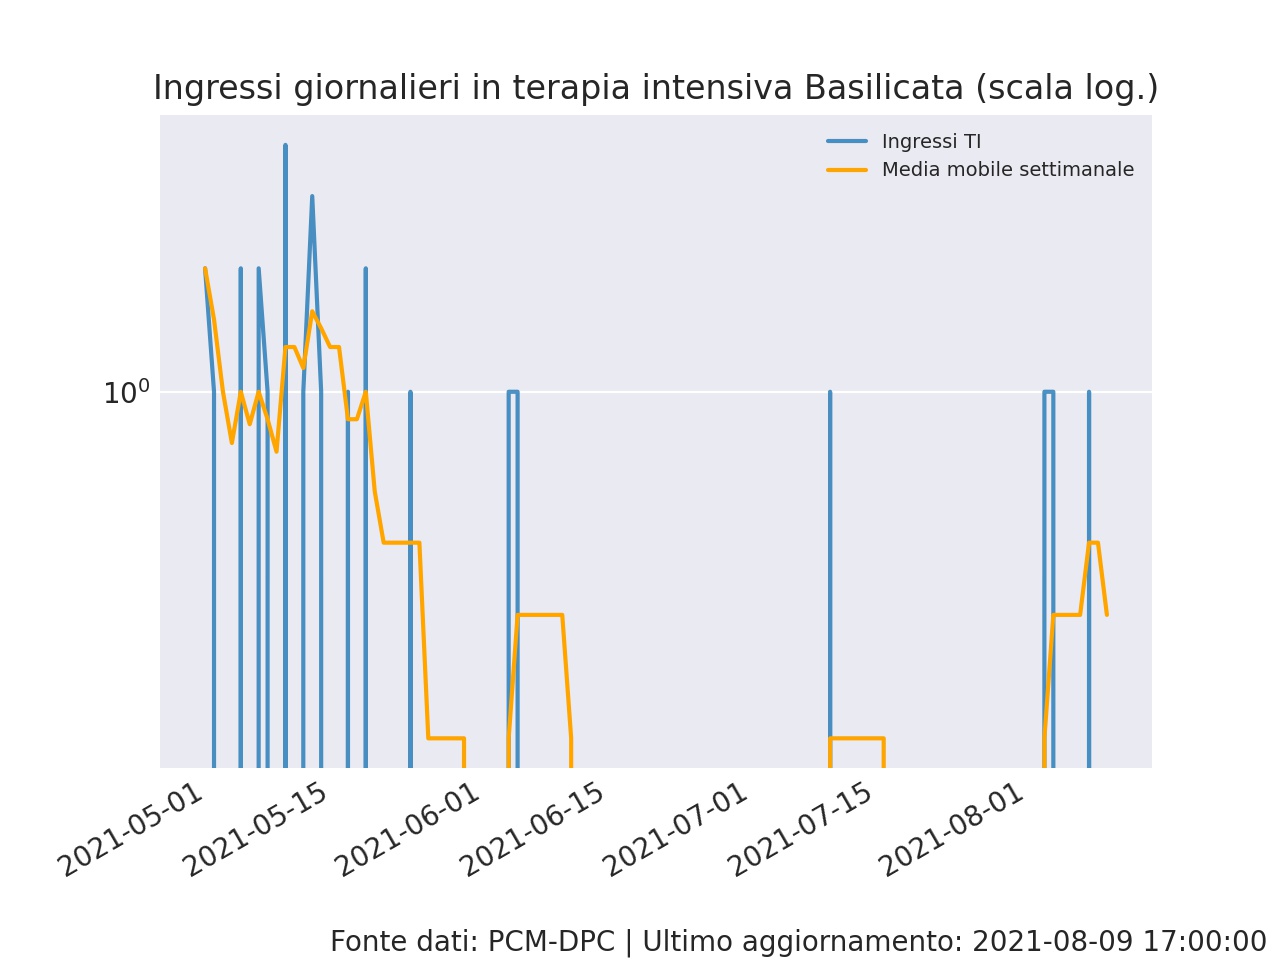 Ingressi giornalieri in terapia intensiva Basilicata (scala log.)
Ingressi TI
Media mobile settimanale
10⁰
2021-05-01
2021-05-15
2021-06-01
2021-06-15
2021-07-01
2021-07-15
2021-08-01
Fonte dati: PCM-DPC | Ultimo aggiornamento: 2021-08-09 17:00:00